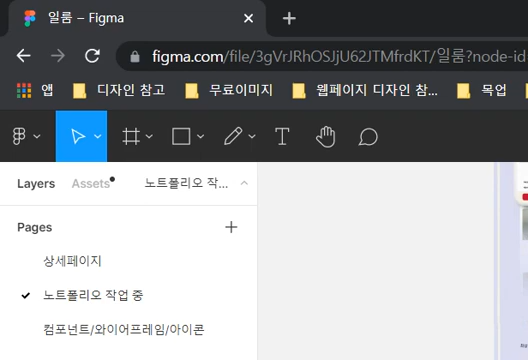 일룸 – Figma
figma.com/file/3gVrJRhOSJjU62JTMfrdKT/일룸?node-id
앱 디자인 참고 무료이미지 웹페이지 디자인 참... 목업
T
Layers Assets 노트폴리오 작...
Pages
상세페이지
노트폴리오 작업 중
컴포넌트/와이어프레임/아이콘